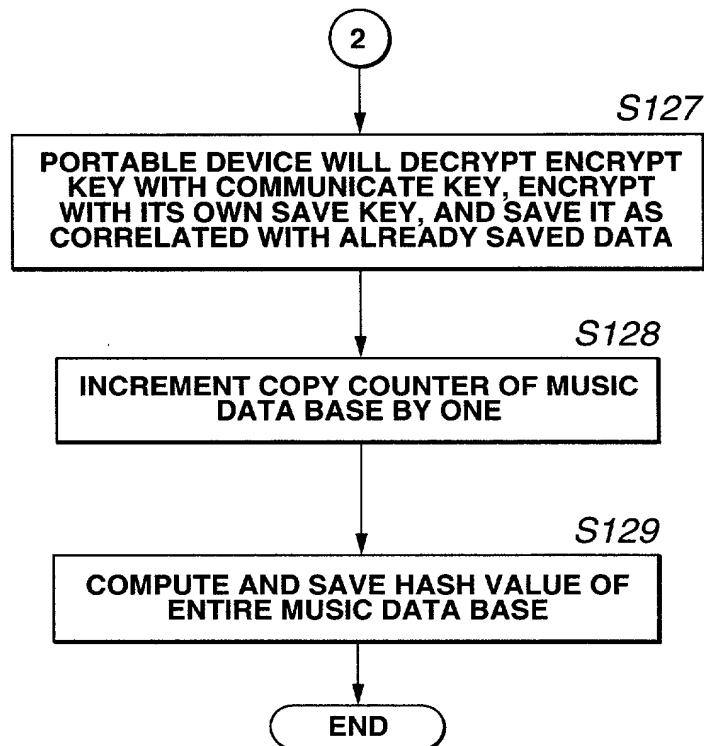 2
S127
PORTABLE DEVICE WILL DECRYPT ENCRYPT
KEY WITH COMMUNICATE KEY, ENCRYPT
WITH ITS OWN SAVE KEY, AND SAVE IT AS
CORRELATED WITH ALREADY SAVED DATA
S128
INCREMENT COPY COUNTER OF MUSIC
DATA BASE BY ONE
S129
COMPUTE AND SAVE HASH VALUE OF
ENTIRE MUSIC DATA BASE
END